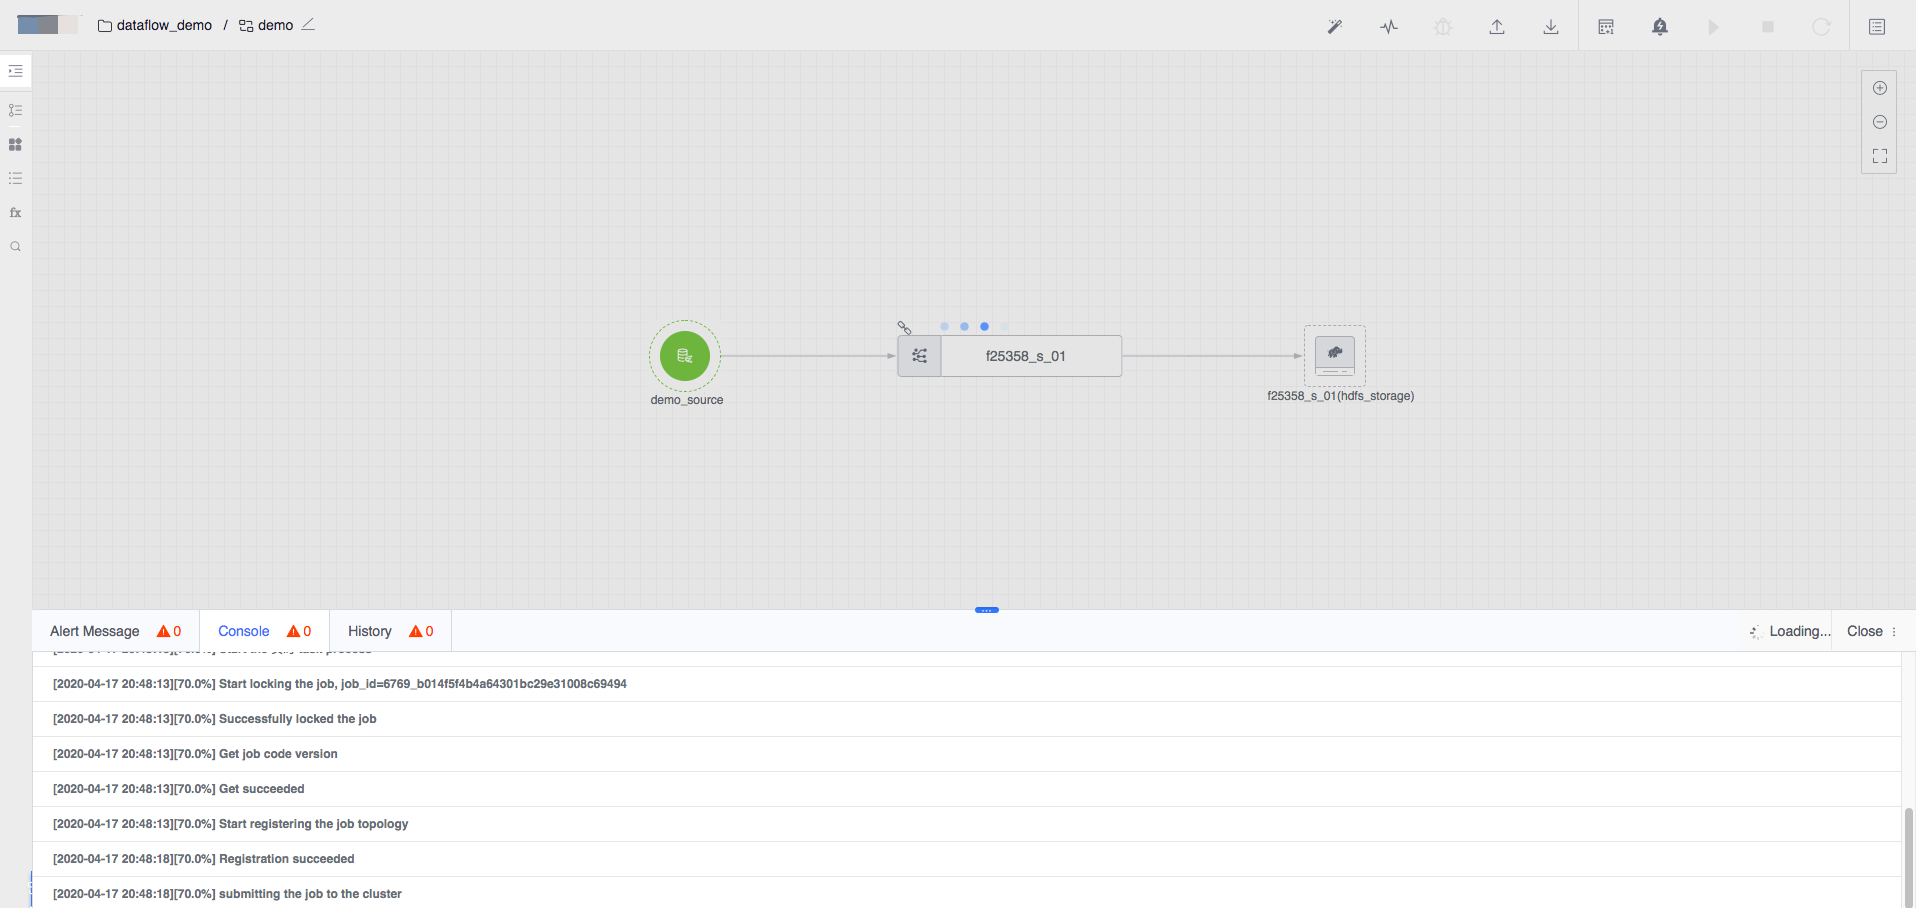 dataflow_demo / demo
fx
demo_source
f25358_s_01
f25358_s_01(hdfs_storage)
Alert Message 0 Console 0 History 0 Loading... Close
[2020-04-17 20:48:13][70.0%] Start locking the job, job_id=6769_b014f5f4b4a64301bc29e31008c69494
[2020-04-17 20:48:13][70.0%] Successfully locked the job
[2020-04-17 20:48:13][70.0%] Get job code version
[2020-04-17 20:48:13][70.0%] Get succeeded
[2020-04-17 20:48:13][70.0%] Start registering the job topology
[2020-04-17 20:48:18][70.0%] Registration succeeded
[2020-04-17 20:48:18][70.0%] submitting the job to the cluster